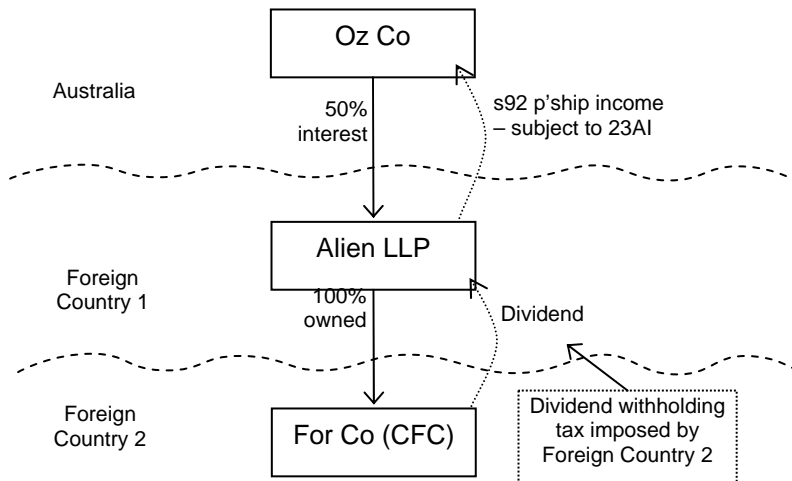 Oz Co
Australia
50%
interest
s92 p'ship income
– subject to 23AI
Alien LLP
Foreign
Country 1
100%
owned
Dividend
Foreign
Country 2
For Co (CFC)
Dividend withholding
tax imposed by
Foreign Country 2